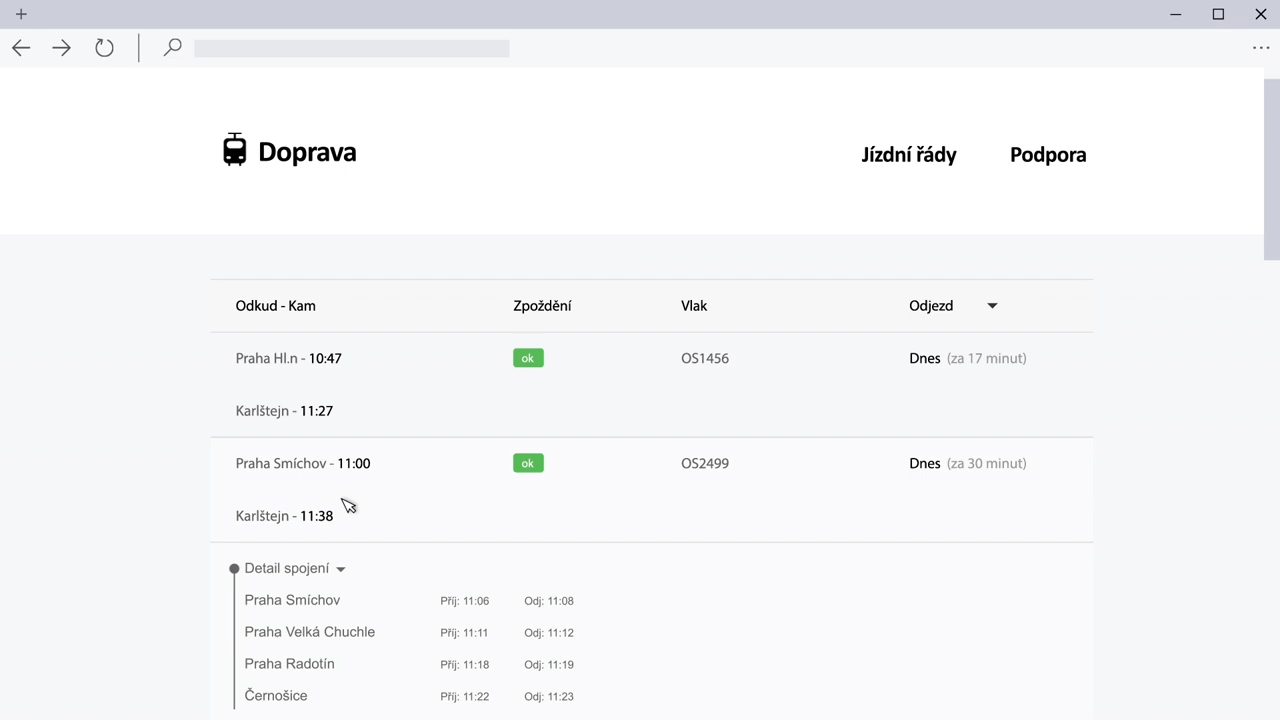 Doprava
Jízdní řády Podpora
Odkud - Kam Zpoždění Vlak Odjezd
Praha Hl.n - 10:47 ok OS1456 Dnes (za 17 minut)
Karlštejn - 11:27
Praha Smíchov - 11:00 ok OS2499 Dnes (za 30 minut)
Karlštejn - 11:38
Detail spojení
Praha Smíchov Příj: 11:06 Odj: 11:08
Praha Velká Chuchle Příj: 11:11 Odj: 11:12
Praha Radotín Příj: 11:18 Odj: 11:19
Černošice Příj: 11:22 Odj: 11:23